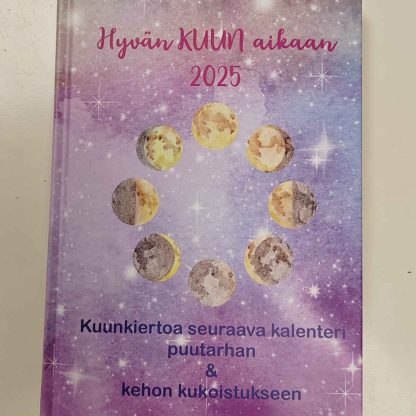 Hyvän KUUN aikaan
2025
Kuunkiertoa seuraava kalenteri
puutarhan
&
kehon kukoistukseen